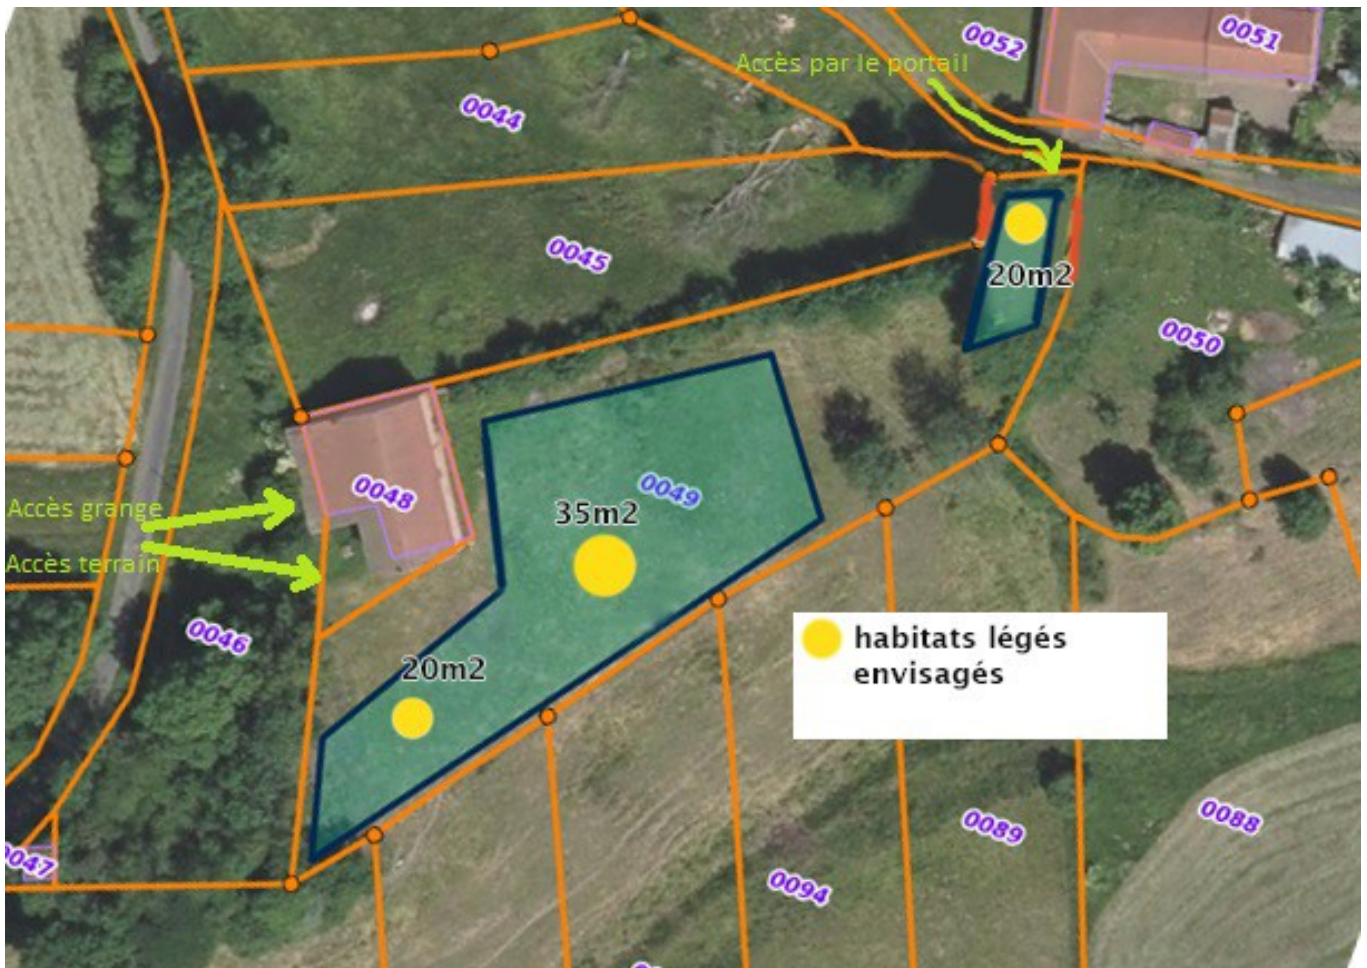 0052
0051
Accès par le portail
0044
0045
20m2
0050
0048
0049
35m2
Accès grange
Accès terrain
0046
habitats légés
envisagés
20m2
0047
0089
0088
0094